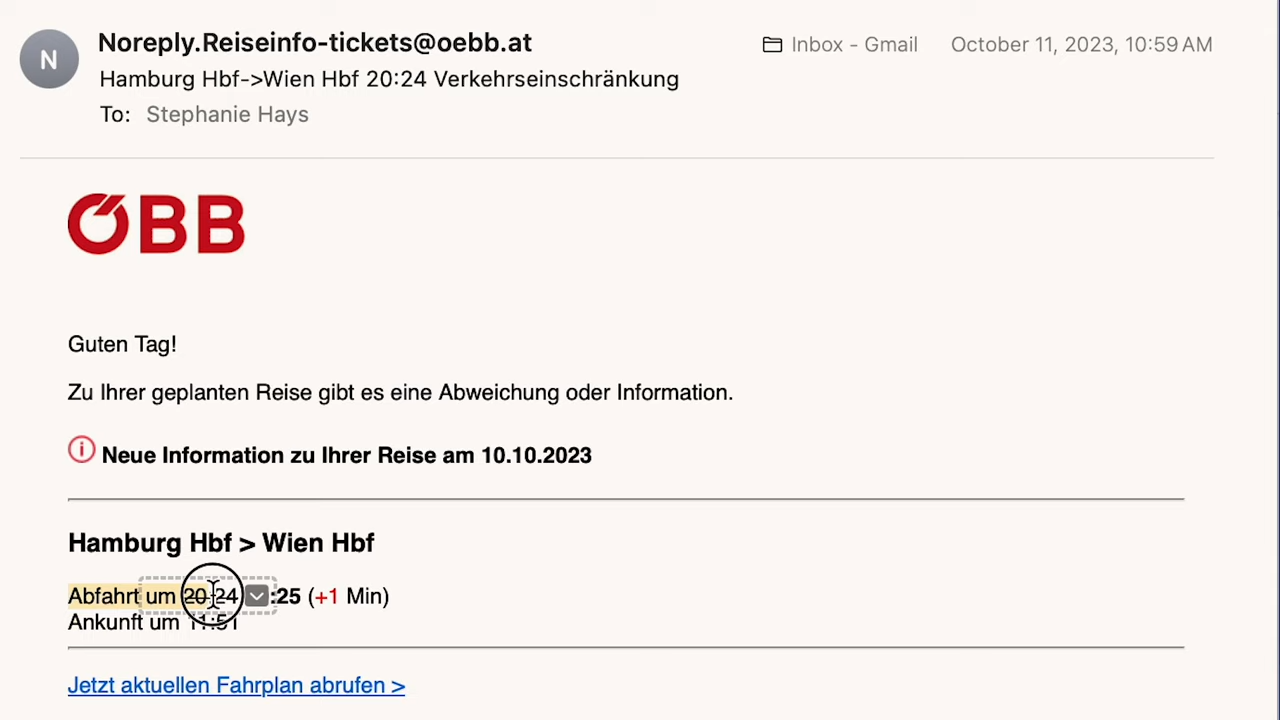 N
Noreply.Reiseinfo-tickets@oebb.at
Inbox - Gmail
October 11, 2023, 10:59 AM
Hamburg Hbf->Wien Hbf 20:24 Verkehrseinschränkung
To: Stephanie Hays
ÖBB
Guten Tag!
Zu Ihrer geplanten Reise gibt es eine Abweichung oder Information.
Neue Information zu Ihrer Reise am 10.10.2023
Hamburg Hbf > Wien Hbf
Abfahrt um 20:24 :25 (+1 Min)
Ankunft um 11:51
Jetzt aktuellen Fahrplan abrufen >